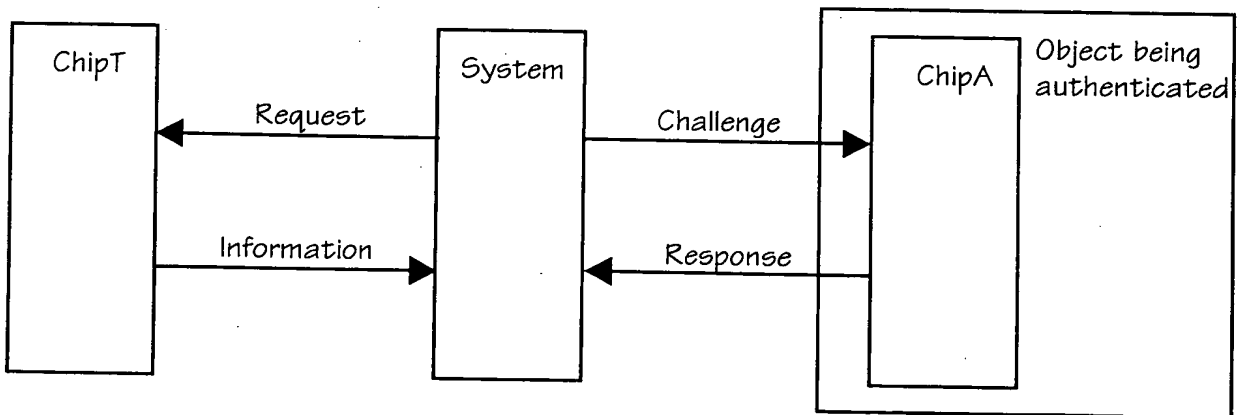 ChipT
System
ChipA
Object being
authenticated
Request
Challenge
Information
Response